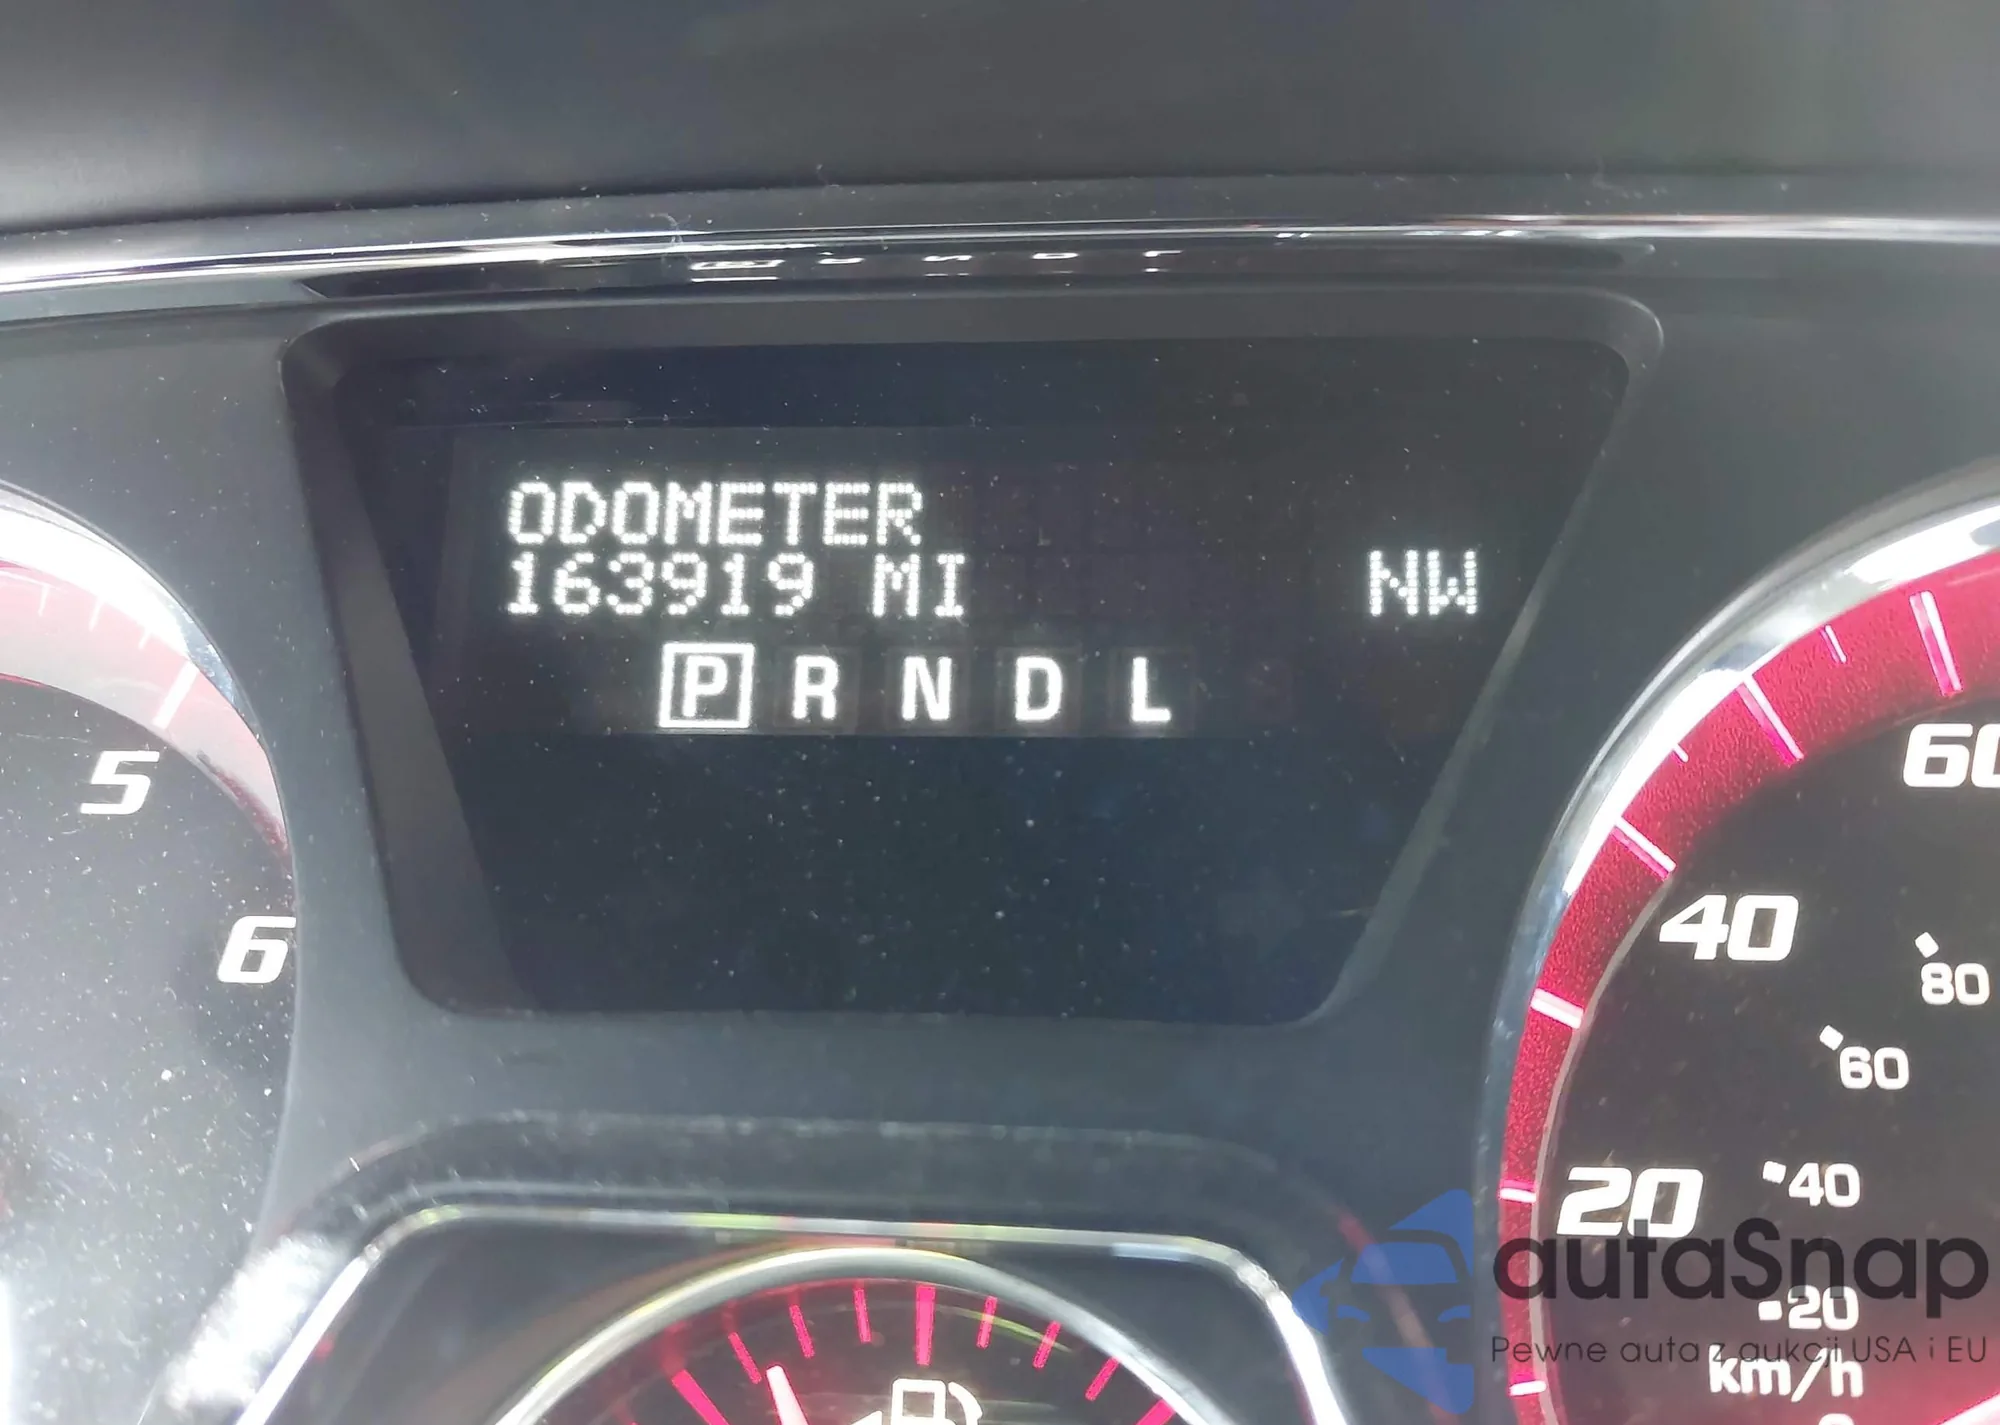 ODOMETER
163919 MI NW
P R N D L
5
6
60
40
20
80
60
40
20
km/h
autaSnap
Pewne auta z aukcji USA i EU